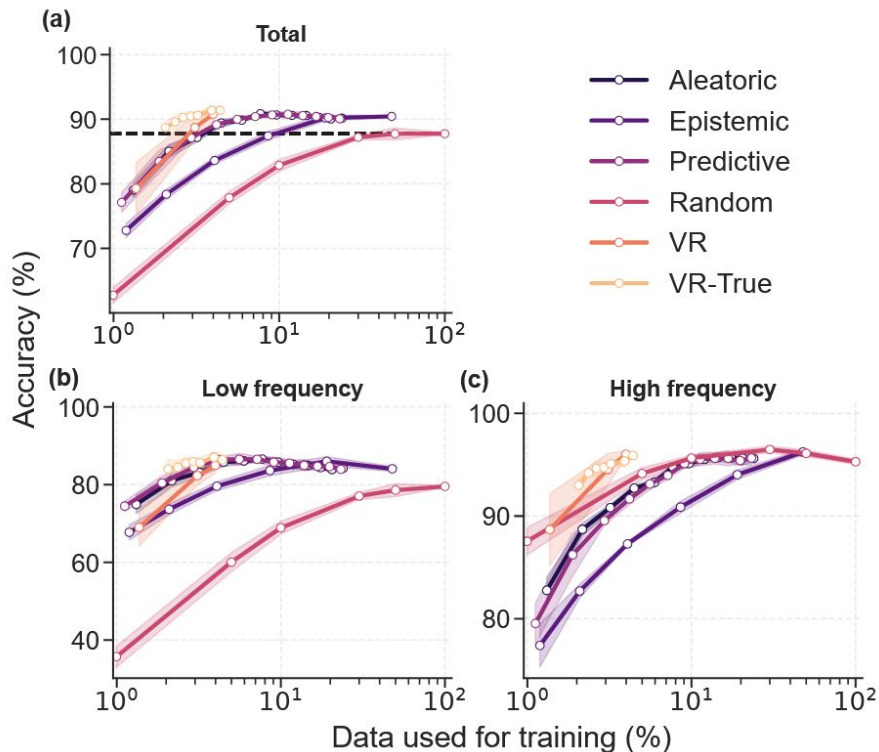 (a)
Total
100
90
80
70
10⁰
10¹
10²
Aleatoric
Epistemic
Predictive
Random
VR
VR-True
Accuracy (%)
(b)
Low frequency
100
80
60
40
10⁰
10¹
10²
(c)
High frequency
100
90
80
10⁰
10¹
10²
Data used for training (%)